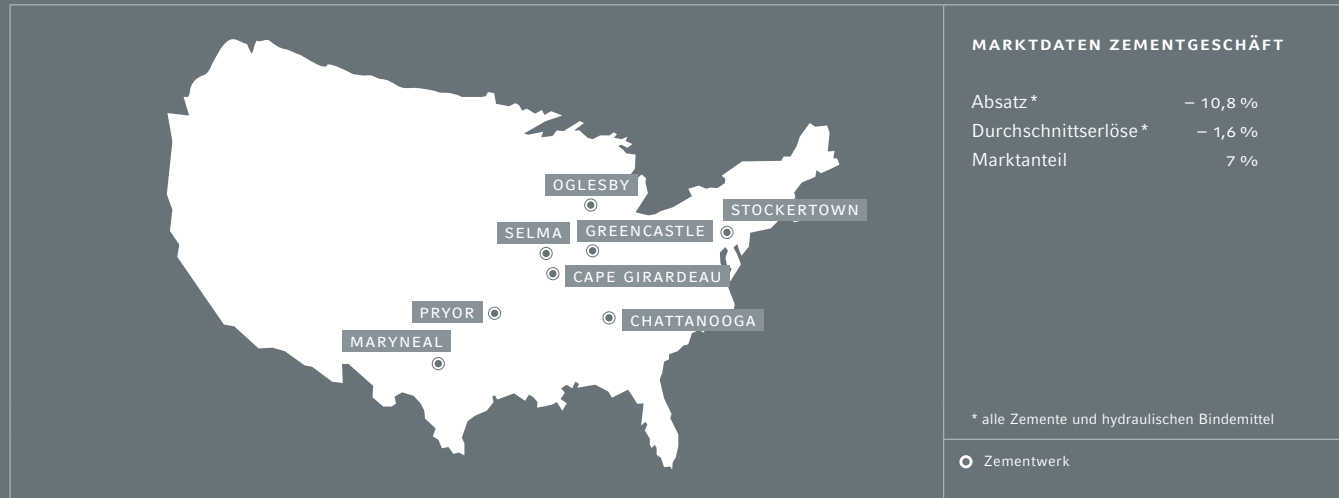 OGLESBY
STOCKERTOWN
SELMA
GREENCASTLE
CAPE GIRARDEAU
PRYOR
CHATTANOOGA
MARYNEAL
MARKTDATEN ZEMENTGESCHÄFT
Absatz * – 10,8 %
Durchschnittserlöse * – 1,6 %
Marktanteil 7 %
* alle Zemente und hydraulischen Bindemittel
Zementwerk